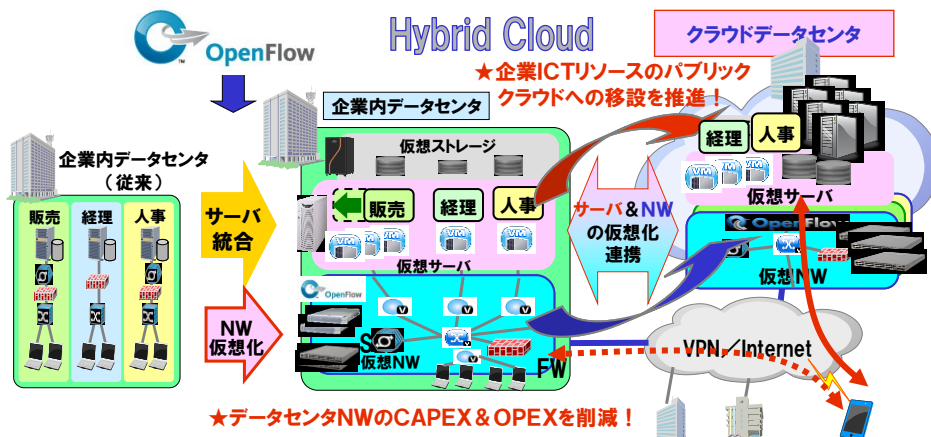 OpenFlow
TM
Hybrid Cloud
クラウドデータセンタ
★企業ICTリソースのパブリック
クラウドへの移設を推進！
企業内データセンタ
企業内データセンタ
（従来）
販売
経理
人事
サーバ
統合
NW
仮想化
仮想ストレージ
販売
経理
人事
VM
VM
VM
仮想サーバ
OpenFlow
V
V
V
V
V
S
仮想NW
FW
サーバ＆NW
の仮想化
連携
経理
人事
VM
VM
VM
仮想サーバ
OpenFlow
仮想NW
VPN／Internet
★データセンタNWのCAPEX＆OPEXを削減！